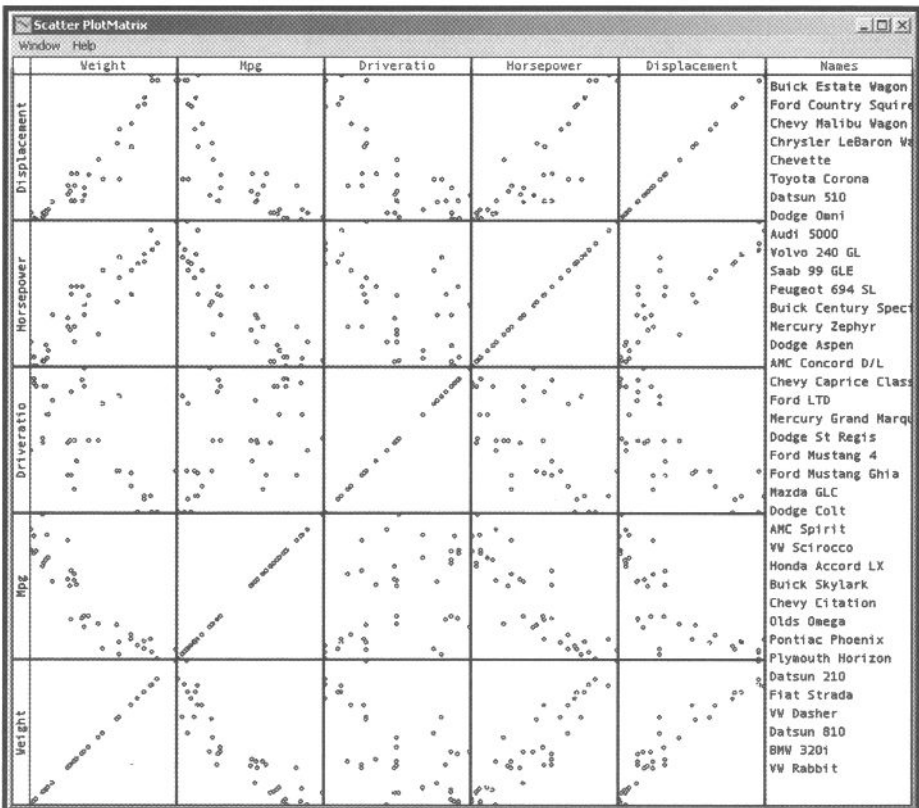 Scatter PlotMatrix
Window Help
Weight Mpg Driveratio Horsepower Displacement Names
Displacement
Horsepower
Driveratio
Mpg
Weight
Buick Estate Wagon
Ford Country Squire
Chevy Malibu Wagon
Chrysler LeBaron Wa
Chevette
Toyota Corona
Datsun 510
Dodge Omni
Audi 5000
Volvo 240 GL
Saab 99 GLE
Peugeot 694 SL
Buick Century Speci
Mercury Zephyr
Dodge Aspen
AMC Concord D/L
Chevy Caprice Class
Ford LTD
Mercury Grand Marqu
Dodge St Regis
Ford Mustang 4
Ford Mustang Ghia
Mazda GLC
Dodge Colt
AMC Spirit
VW Scirocco
Honda Accord LX
Buick Skylark
Chevy Citation
Olds Omega
Pontiac Phoenix
Plymouth Horizon
Datsun 210
Fiat Strada
VW Dasher
Datsun 810
BMW 320i
VW Rabbit